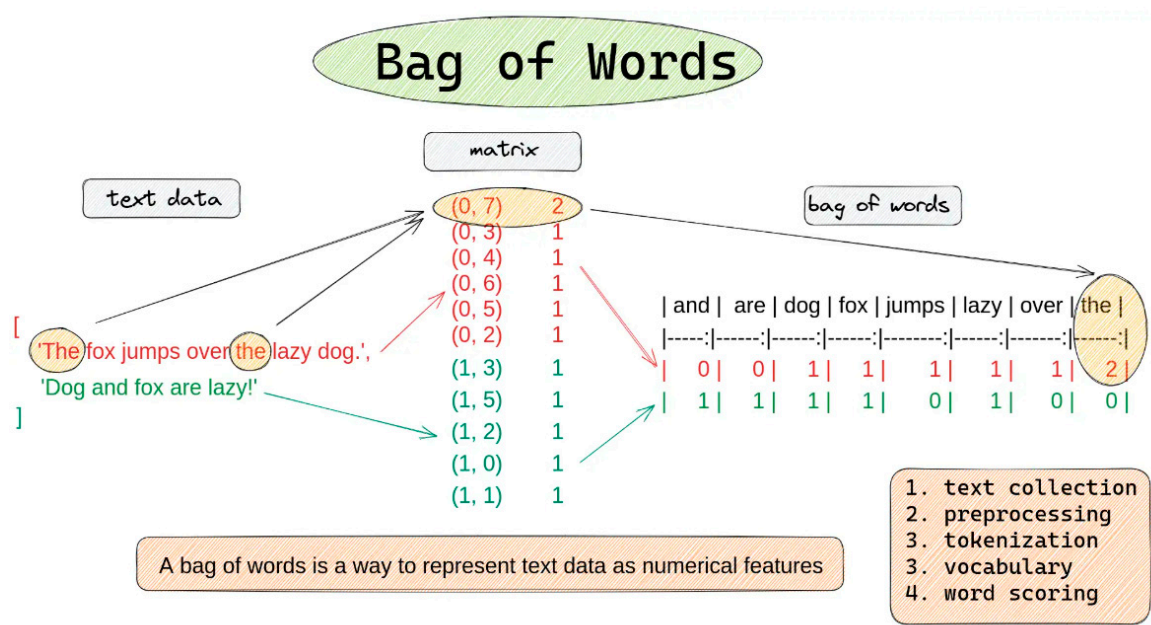 Bag of Words
matrix
text data
bag of words
(0, 7) 2
(0, 3) 1
(0, 4) 1
(0, 6) 1
(0, 5) 1
(0, 2) 1
(1, 3) 1
(1, 5) 1
(1, 2) 1
(1, 0) 1
(1, 1) 1
[
'The fox jumps over the lazy dog.',
'Dog and fox are lazy!'
]
| and | are | dog | fox | jumps | lazy | over | the |
|-----:|-----:|-----:|-----:|-------:|------:|------:|-----:|
| 0 | 0 | 1 | 1 | 1 | 1 | 1 | 2 |
| 1 | 1 | 1 | 1 | 0 | 1 | 0 | 0 |
1. text collection
2. preprocessing
3. tokenization
3. vocabulary
4. word scoring
A bag of words is a way to represent text data as numerical features